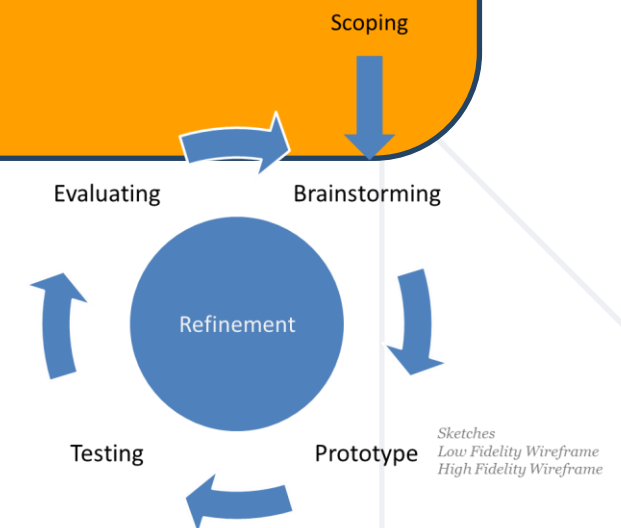 Scoping
Evaluating
Brainstorming
Refinement
Testing
Prototype
Sketches
Low Fidelity Wireframe
High Fidelity Wireframe